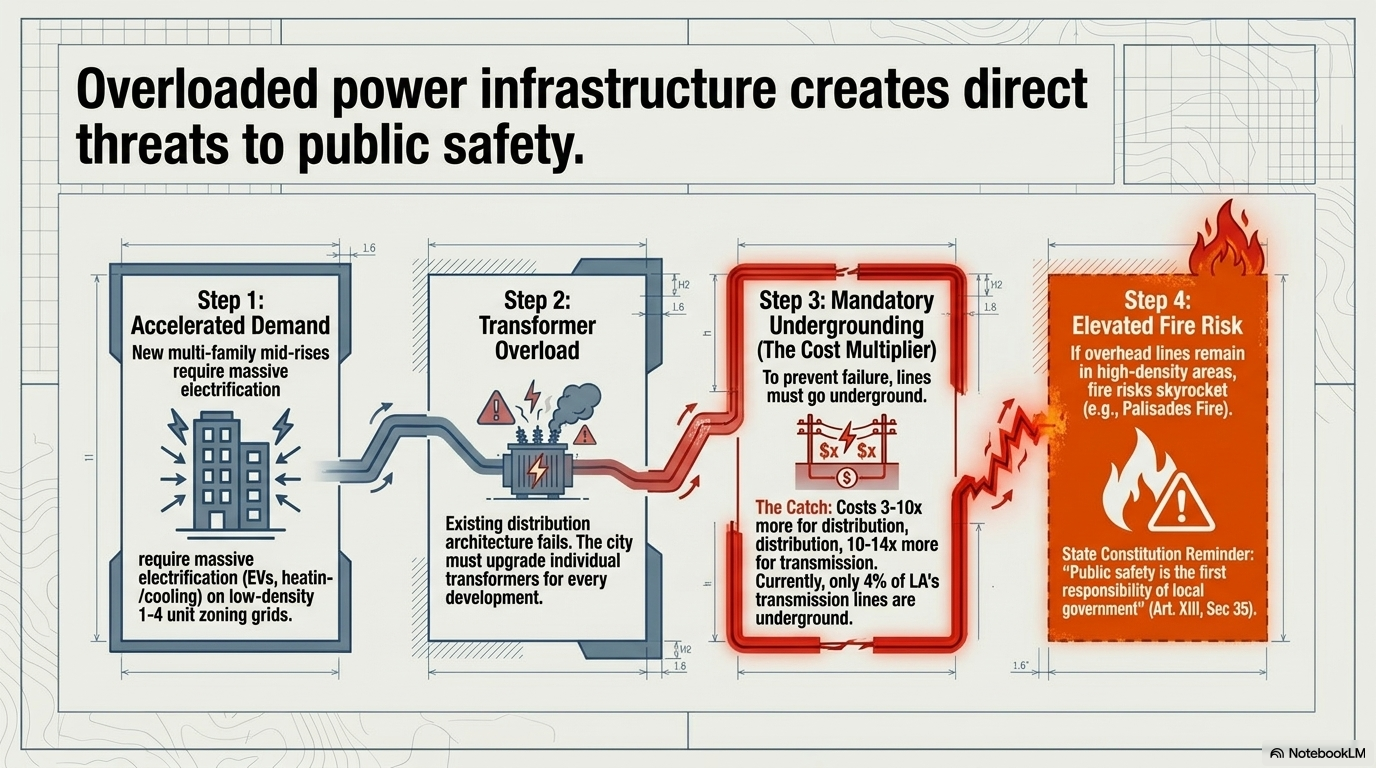 Overloaded power infrastructure creates direct
threats to public safety.
Step 1:
Accelerated Demand
New multi-family mid-rises
require massive
electrification
require massive
electrification (EVs, heatin-
/cooling) on low-density
1-4 unit zoning grids.
1.6
Step 2:
Transformer
Overload
Existing distribution
architecture fails. The city
must upgrade individual
transformers for every
development.
H2
1.6
1.8
Step 3: Mandatory
Undergrounding
(The Cost Multiplier)
To prevent failure, lines
must go underground.
$x $x
$
The Catch: Costs 3-10x
more for distribution,
distribution, 10-14x more
for transmission.
Currently, only 4% of LA's
transmission lines are
underground.
h
h
H2
1.8
Step 4:
Elevated Fire Risk
If overhead lines remain
in high-density areas,
fire risks skyrocket
(e.g., Palisades Fire).
State Constitution Reminder:
“Public safety is the first
responsibility of local
government” (Art. XIII, Sec 35).
1.6"
NotebookLM